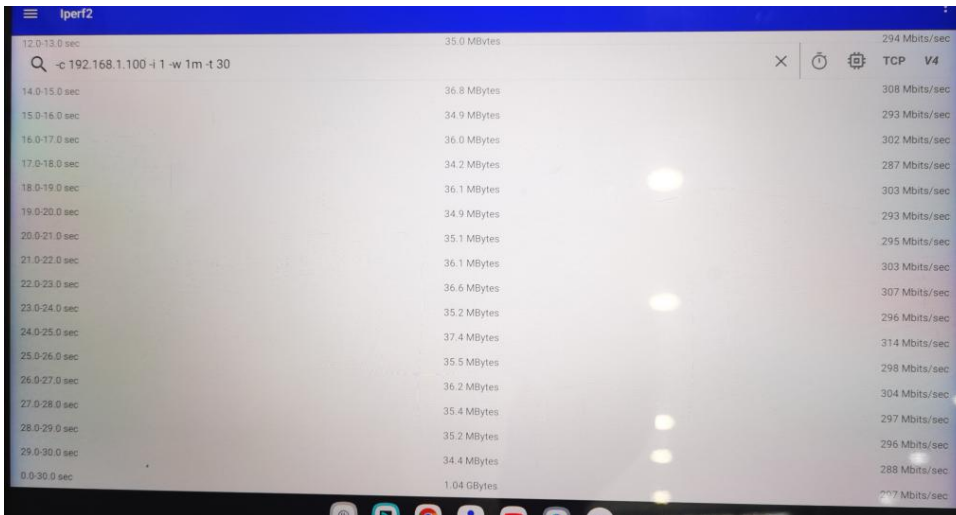 Iperf2
12.0-13.0 sec 35.0 MBytes 294 Mbits/sec
-c 192.168.1.100 -i 1 -w 1m -t 30 TCP V4
14.0-15.0 sec 36.8 MBytes 308 Mbits/sec
15.0-16.0 sec 34.9 MBytes 293 Mbits/sec
16.0-17.0 sec 36.0 MBytes 302 Mbits/sec
17.0-18.0 sec 34.2 MBytes 287 Mbits/sec
18.0-19.0 sec 36.1 MBytes 303 Mbits/sec
19.0-20.0 sec 34.9 MBytes 293 Mbits/sec
20.0-21.0 sec 35.1 MBytes 295 Mbits/sec
21.0-22.0 sec 36.1 MBytes 303 Mbits/sec
22.0-23.0 sec 36.6 MBytes 307 Mbits/sec
23.0-24.0 sec 35.2 MBytes 296 Mbits/sec
24.0-25.0 sec 37.4 MBytes 314 Mbits/sec
25.0-26.0 sec 35.5 MBytes 298 Mbits/sec
26.0-27.0 sec 36.2 MBytes 304 Mbits/sec
27.0-28.0 sec 35.4 MBytes 297 Mbits/sec
28.0-29.0 sec 35.2 MBytes 296 Mbits/sec
29.0-30.0 sec 34.4 MBytes 288 Mbits/sec
0.0-30.0 sec 1.04 GBytes 297 Mbits/sec